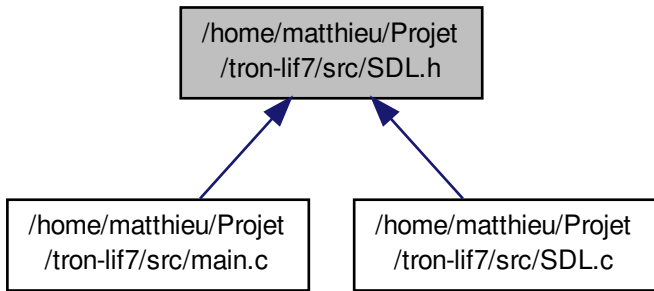 /home/matthieu/Projet
/tron-lif7/src/SDL.h
/home/matthieu/Projet
/tron-lif7/src/main.c
/home/matthieu/Projet
/tron-lif7/src/SDL.c